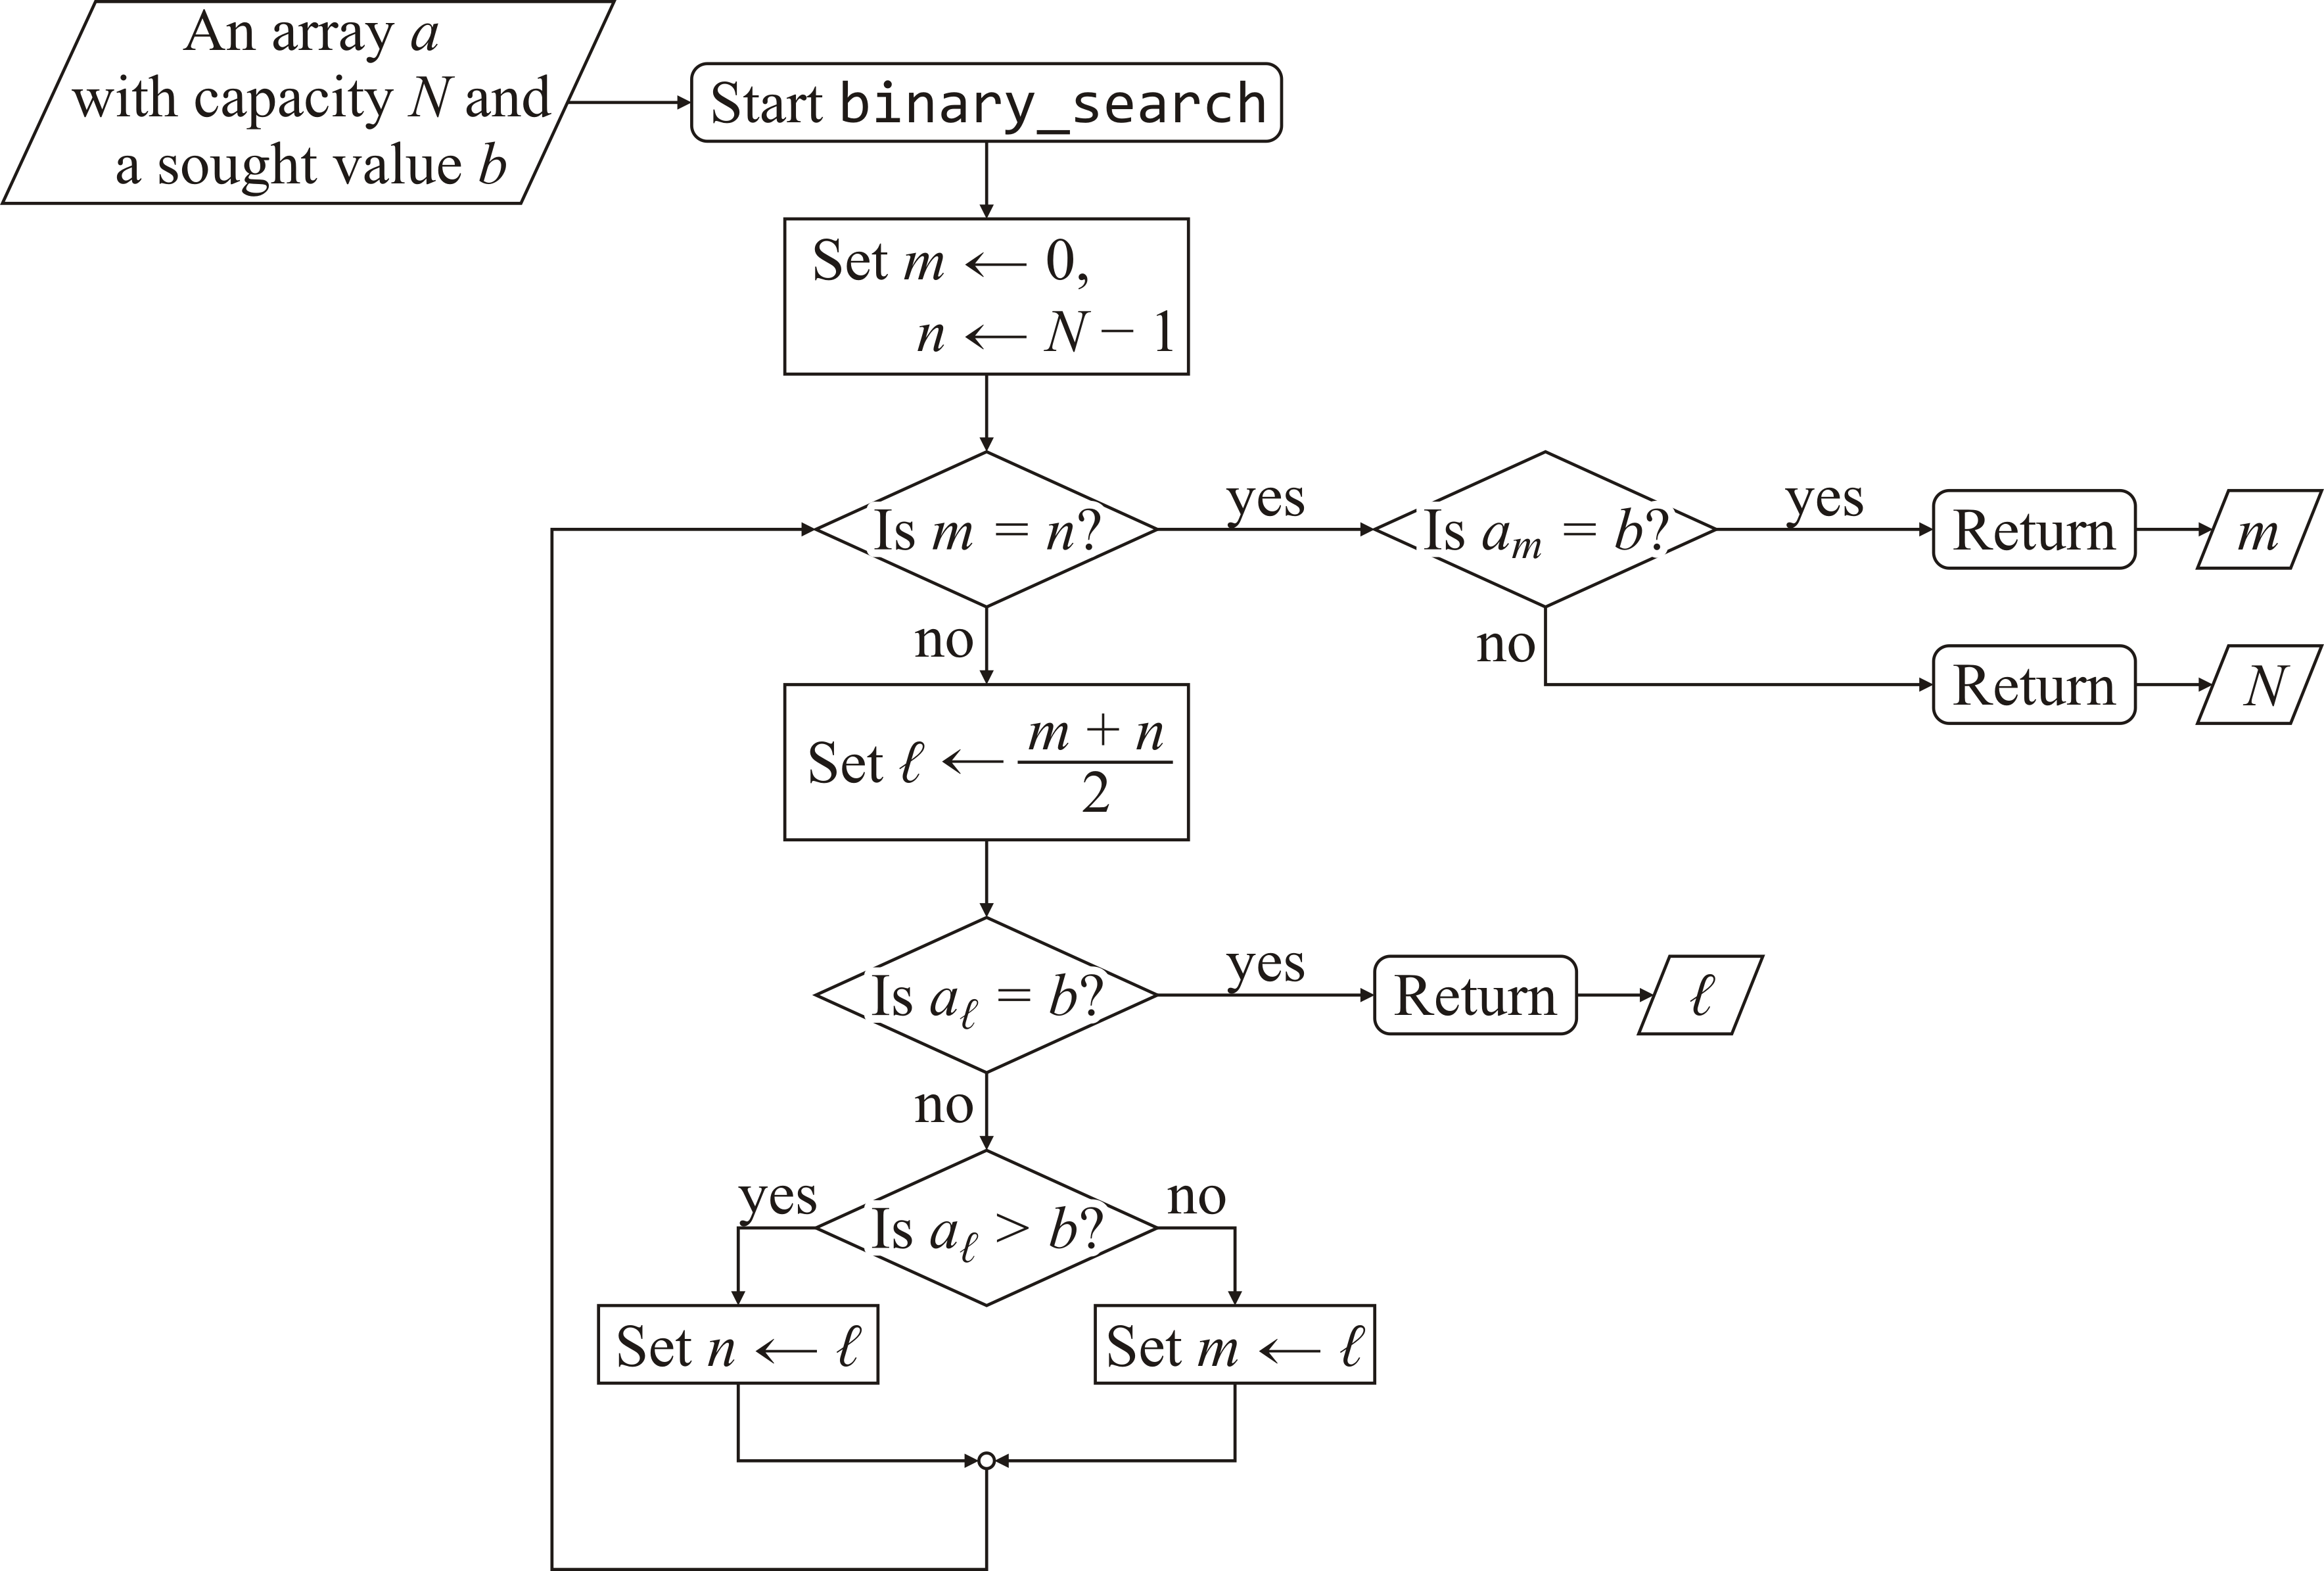 An array a
with capacity N and
a sought value b
Start binary_search
Set m ← 0,
n ← N − 1
Is m = n?
yes
Is aₘ = b?
yes
Return
m
no
no
Return
N
Set ℓ ← m + n
2
Is a_ℓ = b?
yes
Return
ℓ
no
yes
Is a_ℓ > b?
no
Set n ← ℓ
Set m ← ℓ